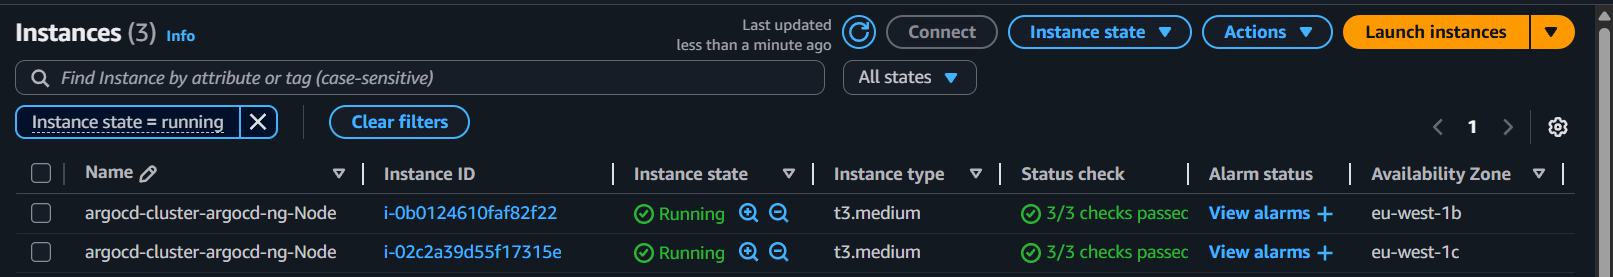 Instances (3) Info
Last updated
less than a minute ago
Connect
Instance state
Actions
Launch instances
Find Instance by attribute or tag (case-sensitive)
All states
Instance state = running
Clear filters
1
Name Instance ID Instance state Instance type Status check Alarm status Availability Zone
argocd-cluster-argocd-ng-Node i-0b0124610faf82f22 Running t3.medium 3/3 checks passec View alarms + eu-west-1b
argocd-cluster-argocd-ng-Node i-02c2a39d55f17315e Running t3.medium 3/3 checks passec View alarms + eu-west-1c